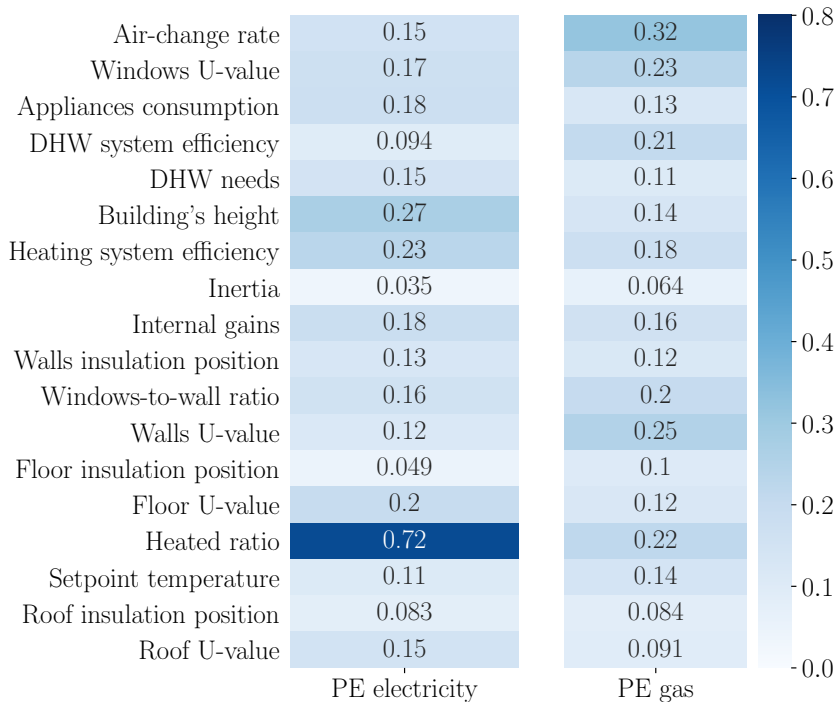 Air-change rate 0.15 0.32
Windows U-value 0.17 0.23
Appliances consumption 0.18 0.13
DHW system efficiency 0.094 0.21
DHW needs 0.15 0.11
Building's height 0.27 0.14
Heating system efficiency 0.23 0.18
Inertia 0.035 0.064
Internal gains 0.18 0.16
Walls insulation position 0.13 0.12
Windows-to-wall ratio 0.16 0.2
Walls U-value 0.12 0.25
Floor insulation position 0.049 0.1
Floor U-value 0.2 0.12
Heated ratio 0.72 0.22
Setpoint temperature 0.11 0.14
Roof insulation position 0.083 0.084
Roof U-value 0.15 0.091
PE electricity PE gas
0.8
0.7
0.6
0.5
0.4
0.3
0.2
0.1
0.0